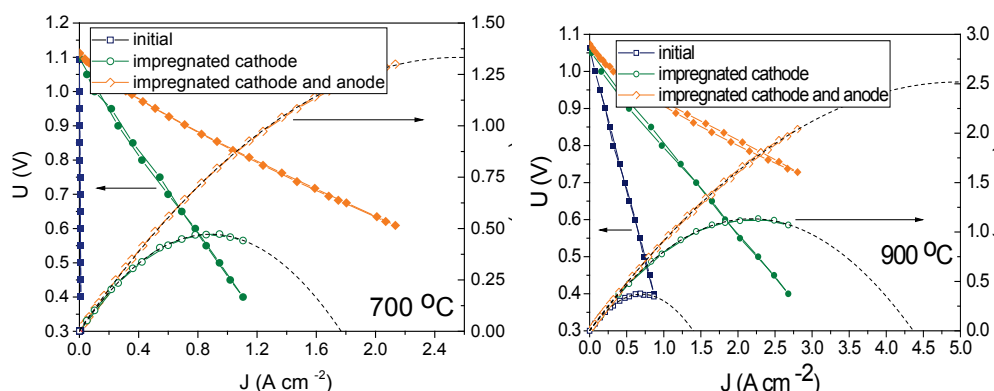 1.2
1.1
1.0
0.9
0.8
0.7
0.6
0.5
0.4
0.3
U (V)
initial
impregnated cathode
impregnated cathode and anode
1.50
1.25
1.00
0.75
0.50
0.25
0.00
700 °C
0.0 0.4 0.8 1.2 1.6 2.0 2.4
J (A cm-2)
1.1
1.0
0.9
0.8
0.7
0.6
0.5
0.4
0.3
U (V)
initial
impregnated cathode
impregnated cathode and anode
3.0
2.5
2.0
1.5
1.0
0.5
0.0
900 °C
0.0 0.5 1.0 1.5 2.0 2.5 3.0 3.5 4.0 4.5 5.0
J (A cm-2)